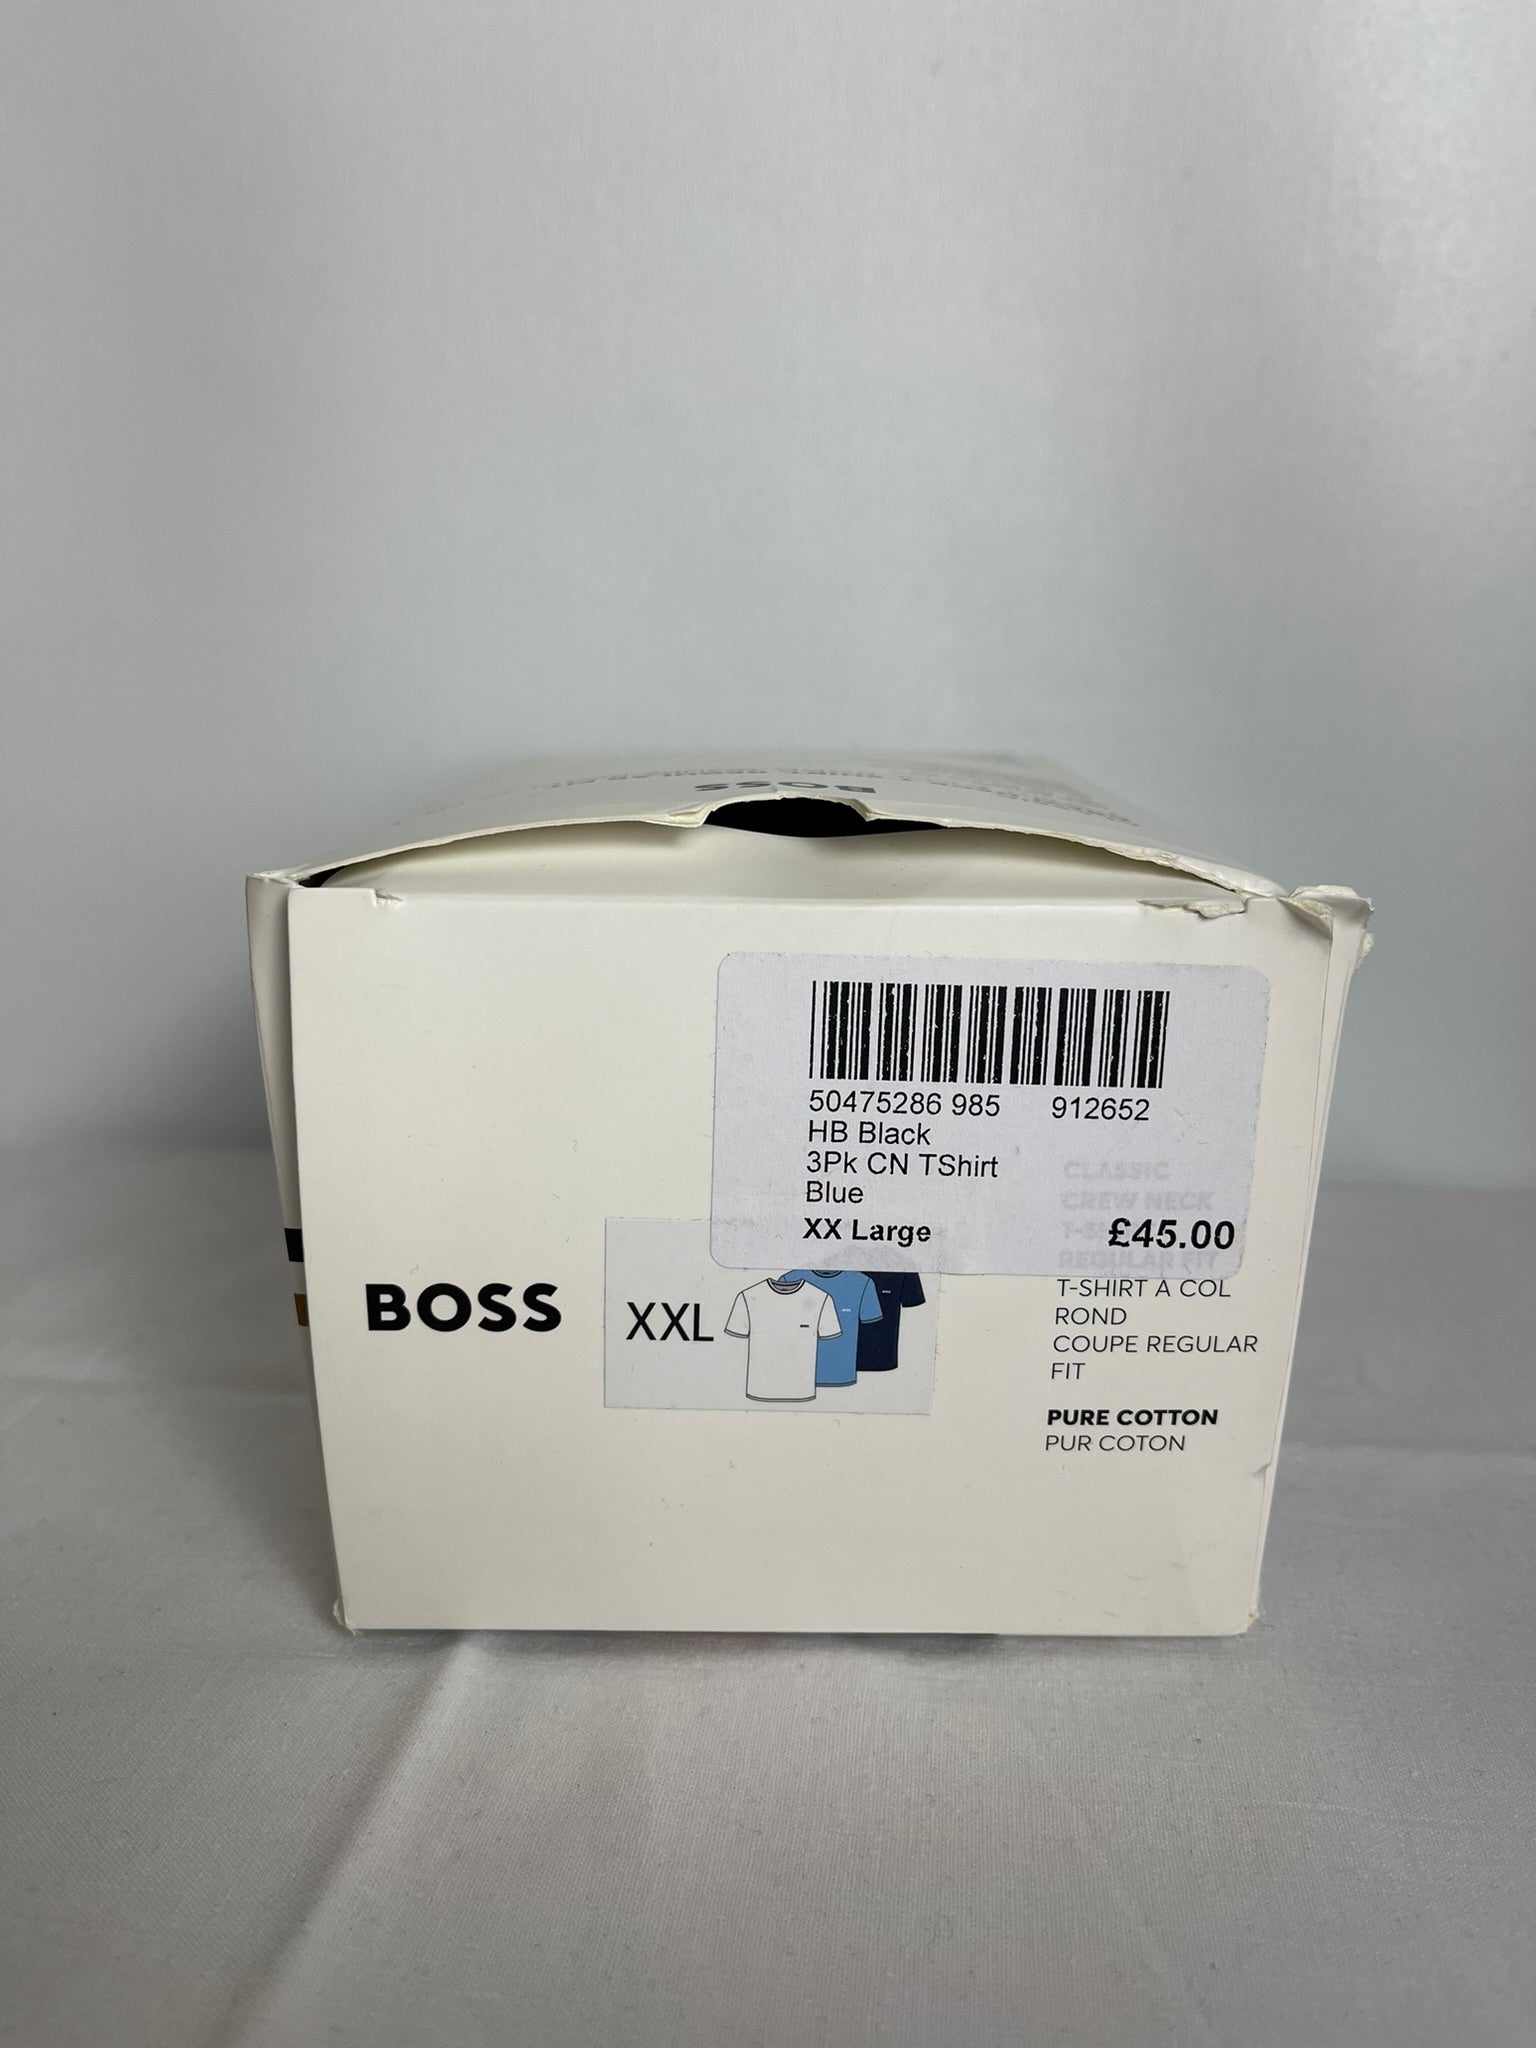 BOSS
50475286 985 912652
HB Black
3Pk CN TShirt
Blue
XX Large £45.00
CLASSIC
CREW NECK
REGULAR FIT
T-SHIRT A COL
ROND
COUPE REGULAR
FIT
PURE COTTON
PUR COTON
BOSS
XXL